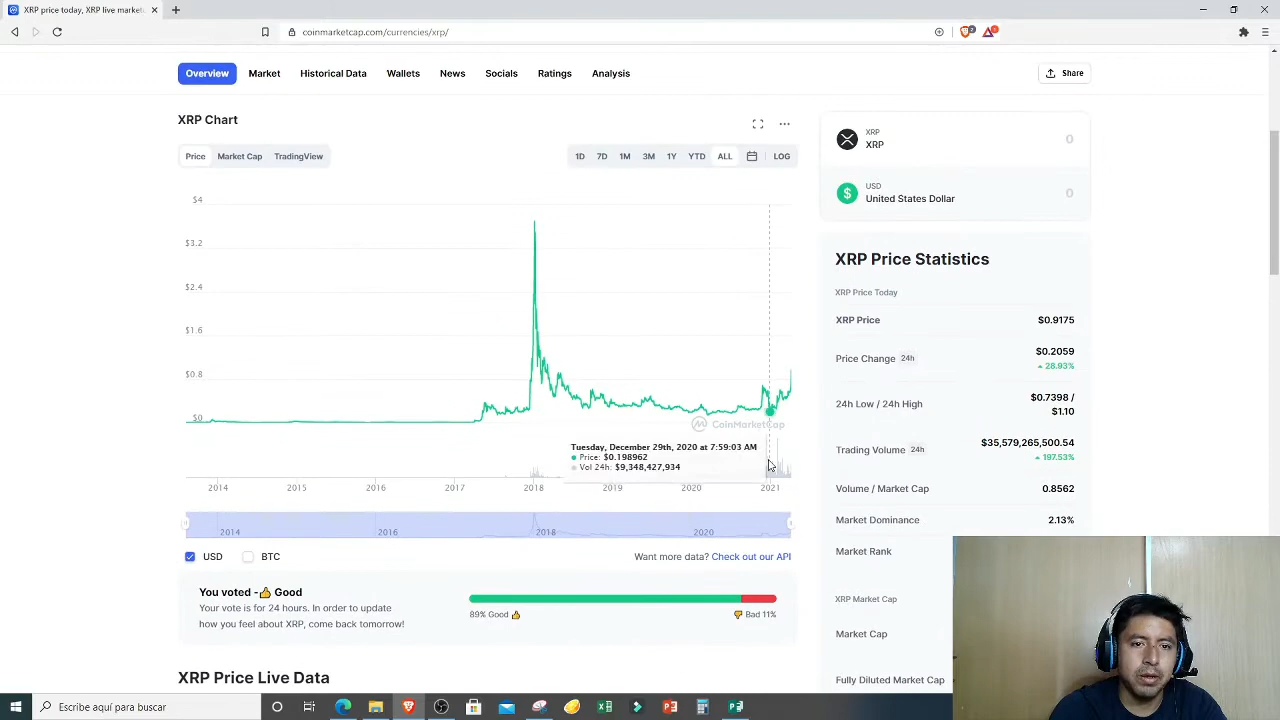 XRP price today, XRP live market
coinmarketcap.com/currencies/xrp/
Overview Market Historical Data Wallets News Socials Ratings Analysis
Share
XRP Chart
Price Market Cap TradingView
1D 7D 1M 3M 1Y YTD ALL LOG
$4
$3.2
$2.4
$1.6
$0.8
$0
CoinMarketCap
Tuesday, December 29th, 2020 at 7:59:03 AM
Price: $0.198962
Vol 24h: $9,348,427,934
2014 2015 2016 2017 2018 2019 2020 2021
2014 2016 2018 2020
USD BTC
Want more data? Check out our API
You voted - 👍 Good
Your vote is for 24 hours. In order to update
how you feel about XRP, come back tomorrow!
89% Good 👍
👎 Bad 11%
XRP Price Live Data
XRP
XRP
0
USD
United States Dollar
0
XRP Price Statistics
XRP Price Today
XRP Price $0.9175
Price Change 24h $0.2059
28.93%
24h Low / 24h High $0.7398 /
$1.10
Trading Volume 24h $35,579,265,500.54
197.53%
Volume / Market Cap 0.8562
Market Dominance 2.13%
Market Rank
XRP Market Cap
Market Cap
Fully Diluted Market Cap
Escribe aquí para buscar